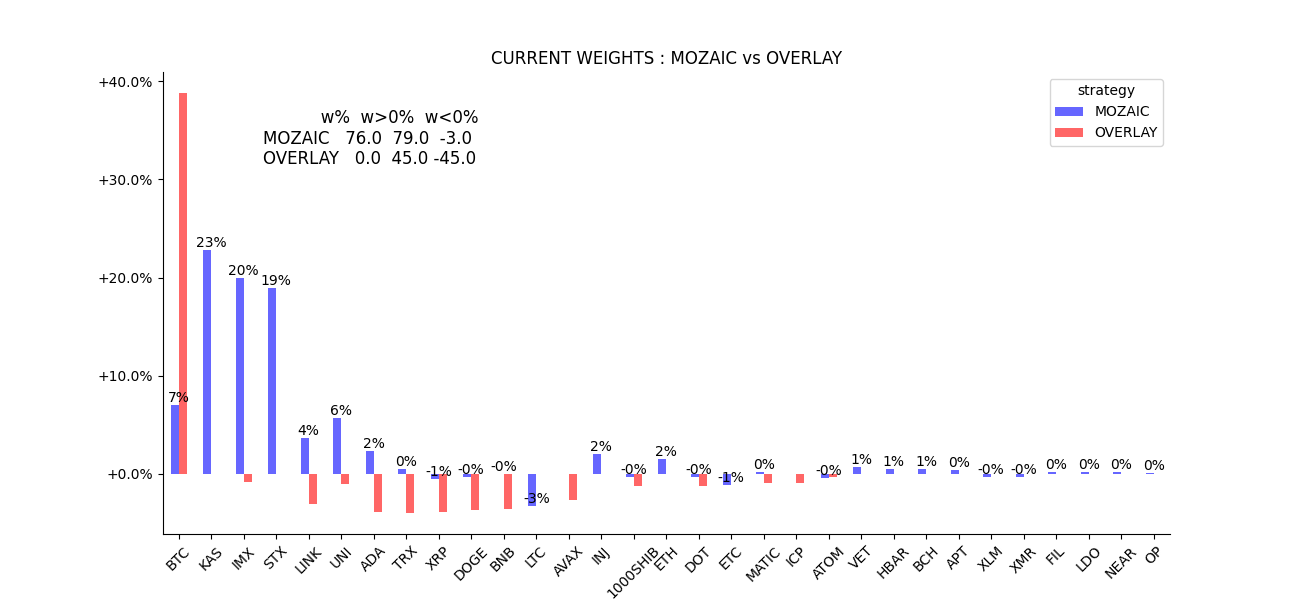 CURRENT WEIGHTS : MOZAIC vs OVERLAY
+40.0%
+30.0%
+20.0%
+10.0%
+0.0%
w% w>0% w<0%
MOZAIC 76.0 79.0 -3.0
OVERLAY 0.0 45.0 -45.0
strategy
MOZAIC
OVERLAY
7%
23%
20%
19%
4%
6%
2%
0%
-1%
-0%
-0%
-3%
2%
-0%
2%
-0%
-1%
0%
-0%
1%
1%
1%
0%
-0%
-0%
0%
0%
0%
0%
BTC
KAS
IMX
STX
LINK
UNI
ADA
TRX
XRP
DOGE
BNB
LTC
AVAX
INJ
1000SHIB
ETH
DOT
ETC
MATIC
ICP
ATOM
VET
HBAR
BCH
APT
XLM
XMR
FIL
LDO
NEAR
OP